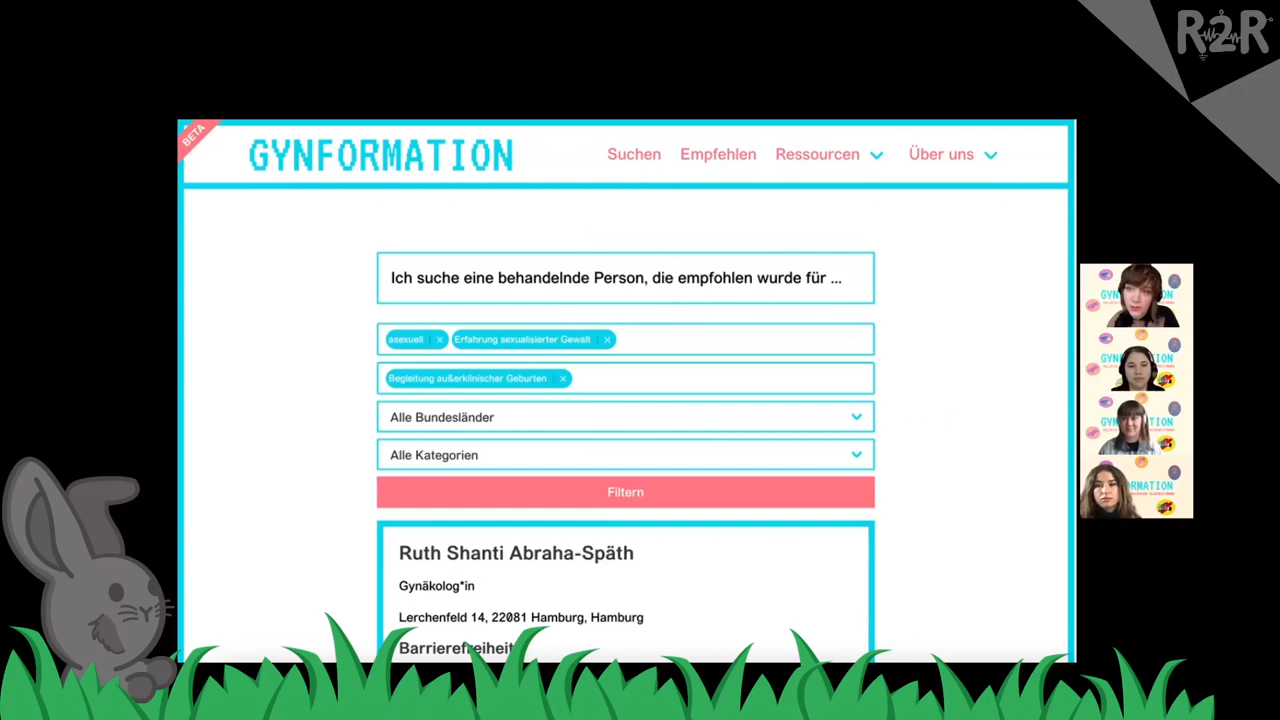 R2R
BETA
GYNFORMATION
Suchen Empfehlen Ressourcen Über uns
Ich suche eine behandelnde Person, die empfohlen wurde für ...
asexuell × Erfahrung sexualisierter Gewalt ×
Begleitung außerklinischer Geburten ×
Alle Bundesländer
Alle Kategorien
Filtern
Ruth Shanti Abraha-Späth
Gynäkolog*in
Lerchenfeld 14, 22081 Hamburg, Hamburg
Barrierefreiheit